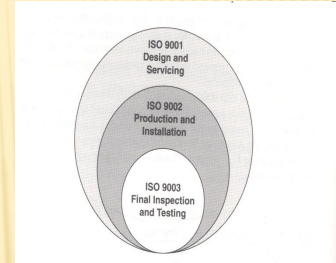 ISO 9001
Design and
Servicing
ISO 9002
Production and
Installation
ISO 9003
Final Inspection
and Testing